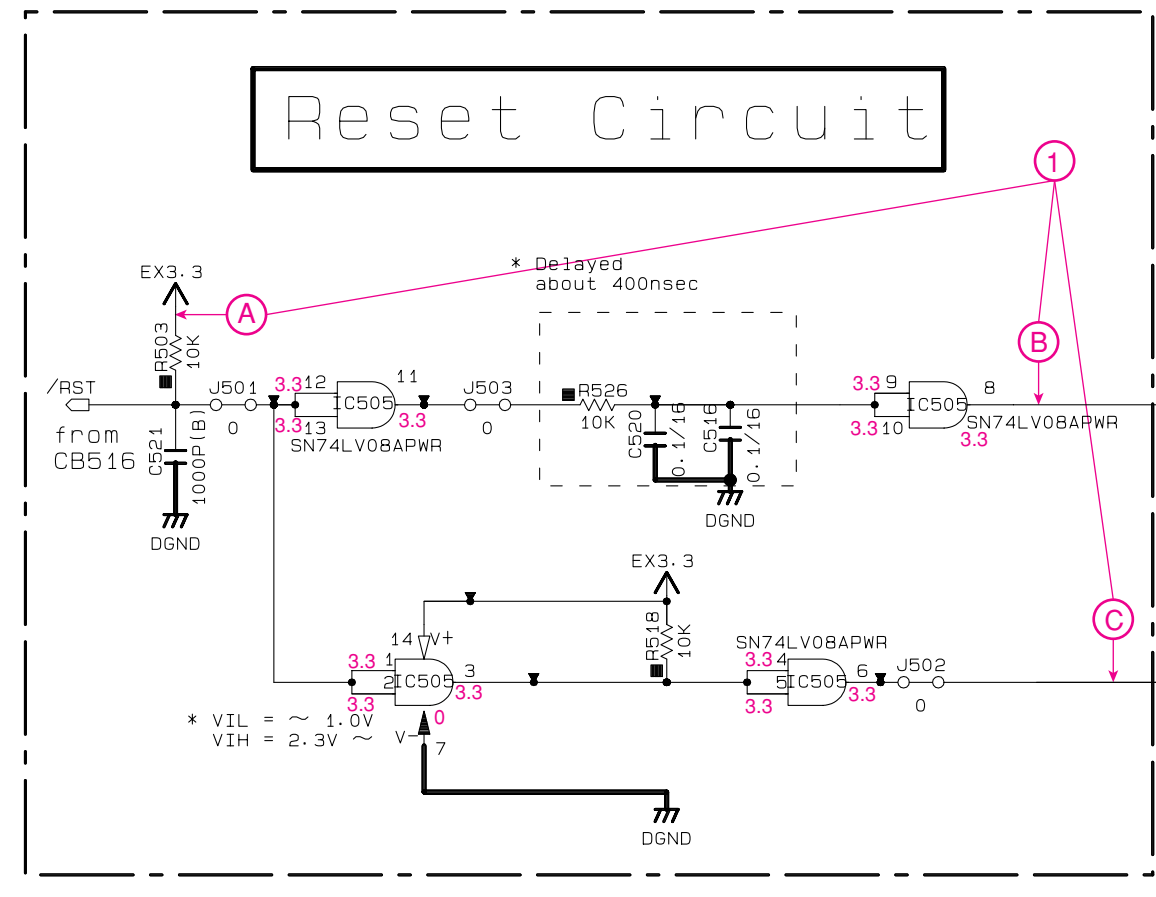 Reset Circuit
1
* Delayed
about 400nsec
EX3.3
A
R503
10K
B
/RST
J501
3.3
12
11
J503
R526
3.3
9
8
IC505
IC505
0
3.3
13
3.3
0
10K
C520
0.1/16
C516
0.1/16
3.3
10
SN74LV08APWR
3.3
from
CB516
C521
1000P(B)
SN74LV08APWR
DGND
DGND
EX3.3
C
14
V+
R518
10K
SN74LV08APWR
3.3
1
3
3.3
4
6
J502
2
IC505
3.3
5
IC505
3.3
3.3
3.3
0
0
* VIL = ~ 1.0V
VIH = 2.3V ~
V-
7
DGND